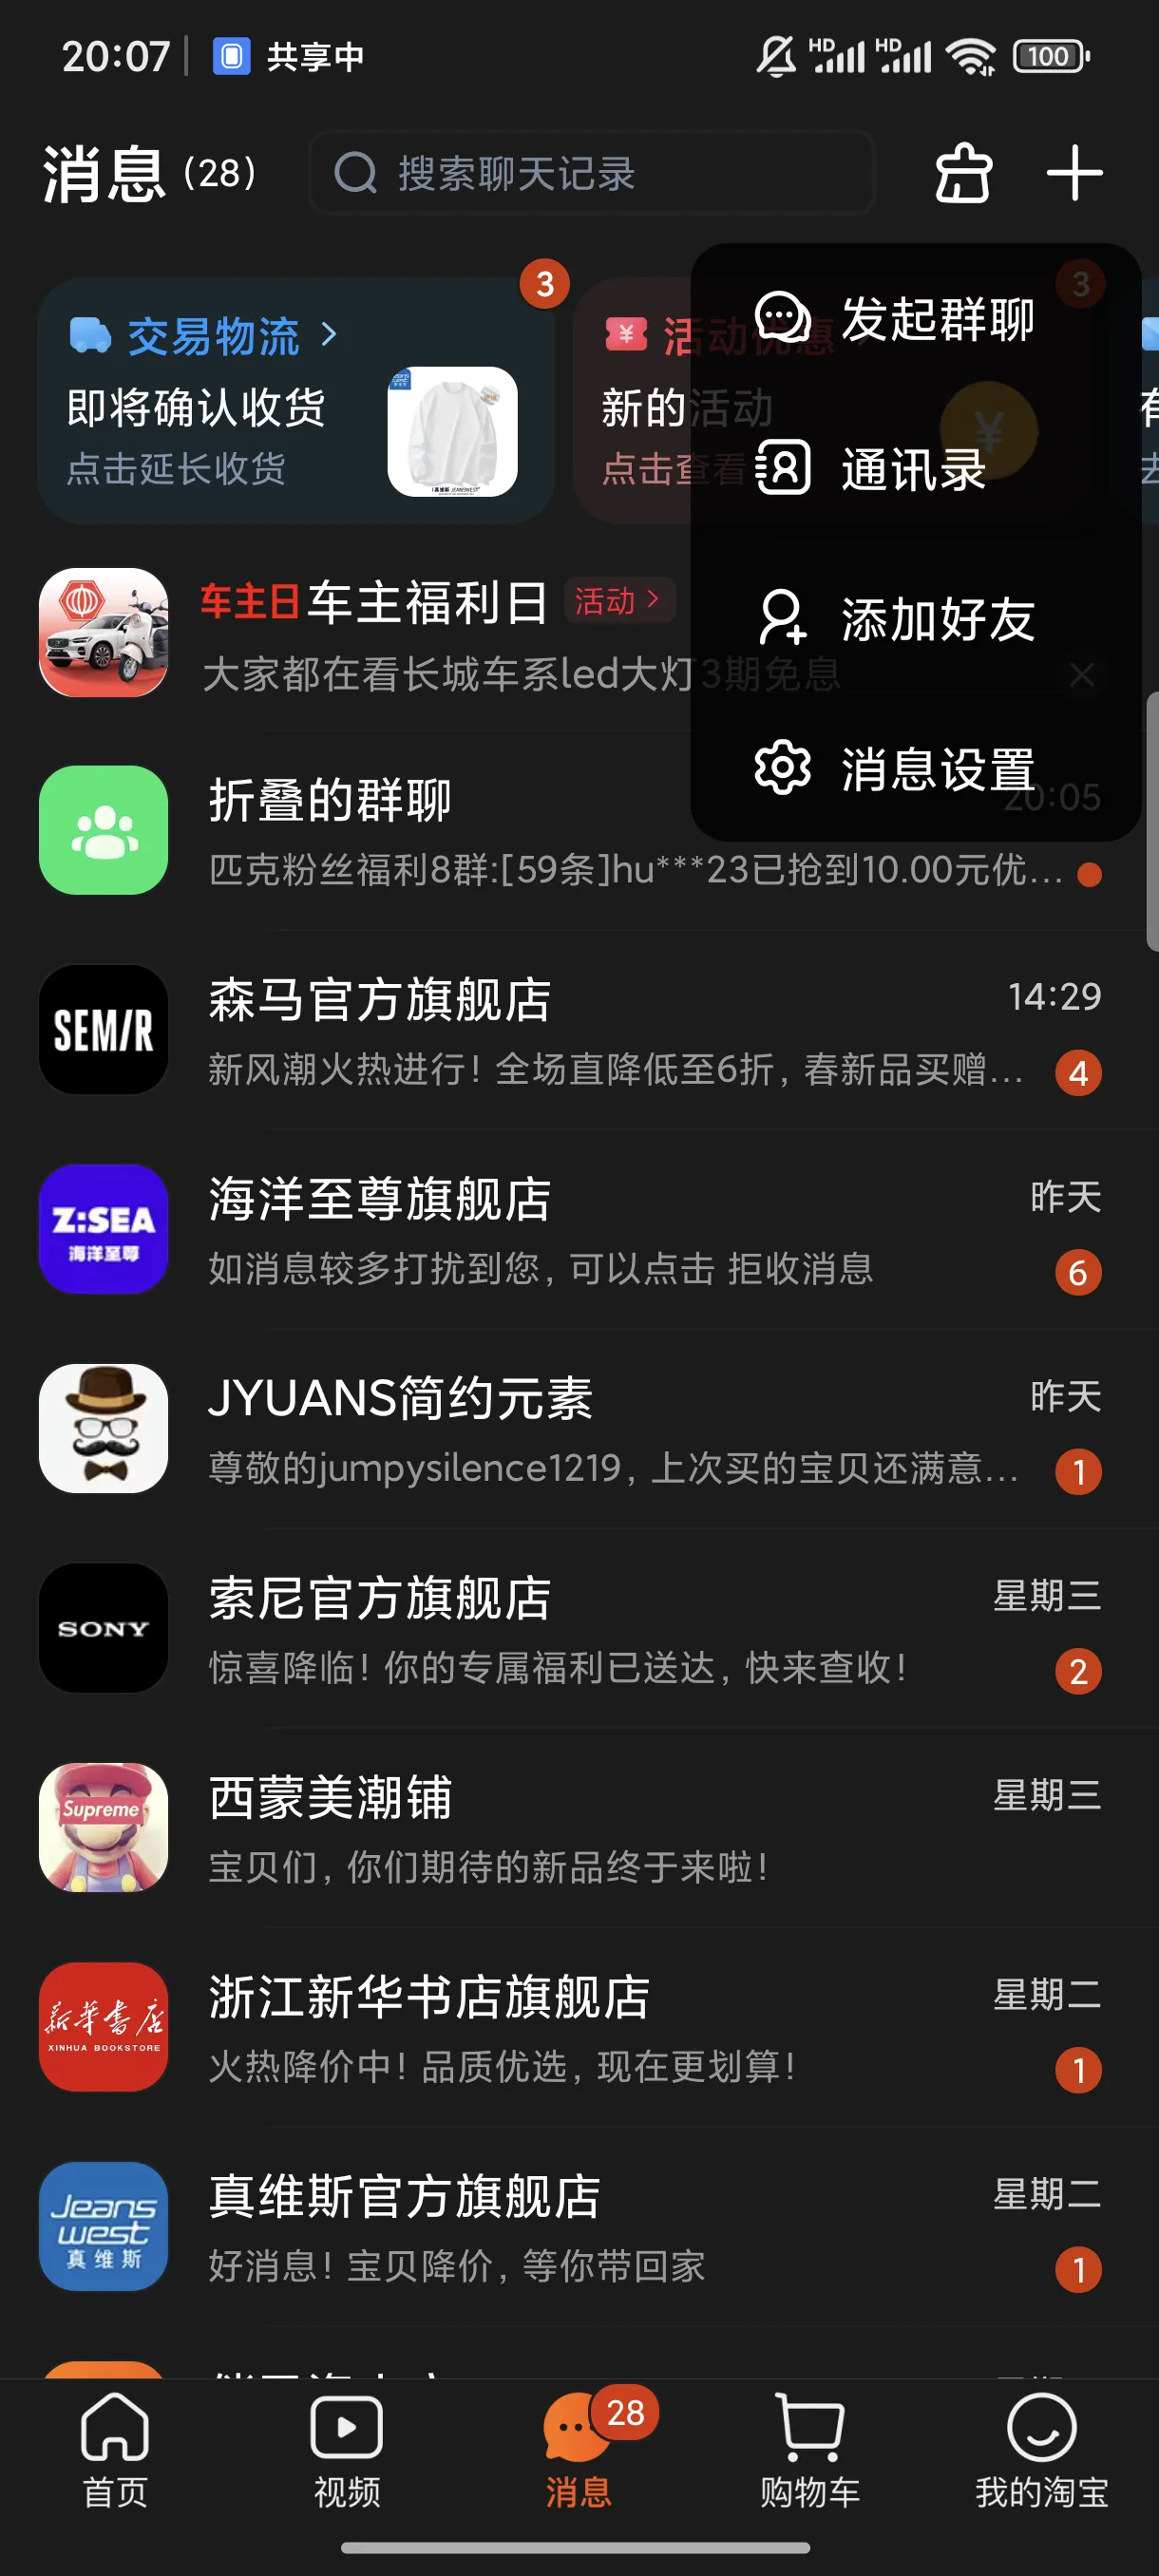 20:07 共享中 HD HD 100
消息 (28) 搜索聊天记录
3
交易物流
即将确认收货
点击延长收货
3
活动优惠
新的活动
点击查看
发起群聊
通讯录
添加好友
消息设置
车主日 车主福利日 活动
大家都在看长城车系led大灯3期免息
折叠的群聊 20:05
匹克粉丝福利8群:[59条]hu***23已抢到10.00元优...
SEMIR
森马官方旗舰店 14:29
新风潮火热进行！全场直降低至6折，春新品买赠... 4
Z:SEA
海洋至尊
海洋至尊旗舰店 昨天
如消息较多打扰到您，可以点击 拒收消息 6
JYUANS简约元素 昨天
尊敬的jumpysilence1219，上次买的宝贝还满意... 1
SONY
索尼官方旗舰店 星期三
惊喜降临！你的专属福利已送达，快来查收！ 2
Supreme
西蒙美潮铺 星期三
宝贝们，你们期待的新品终于来啦！
新華書店
XINHUA BOOKSTORE
浙江新华书店旗舰店 星期二
火热降价中！品质优选，现在更划算！ 1
Jeans
west
真维斯
真维斯官方旗舰店 星期二
好消息！宝贝降价，等你带回家 1
28
首页 视频 消息 购物车 我的淘宝